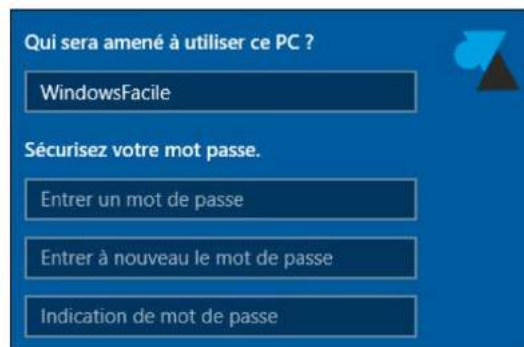 Qui sera amené à utiliser ce PC ?
WindowsFacile
Sécurisez votre mot passe.
Entrer un mot de passe
Entrer à nouveau le mot de passe
Indication de mot de passe